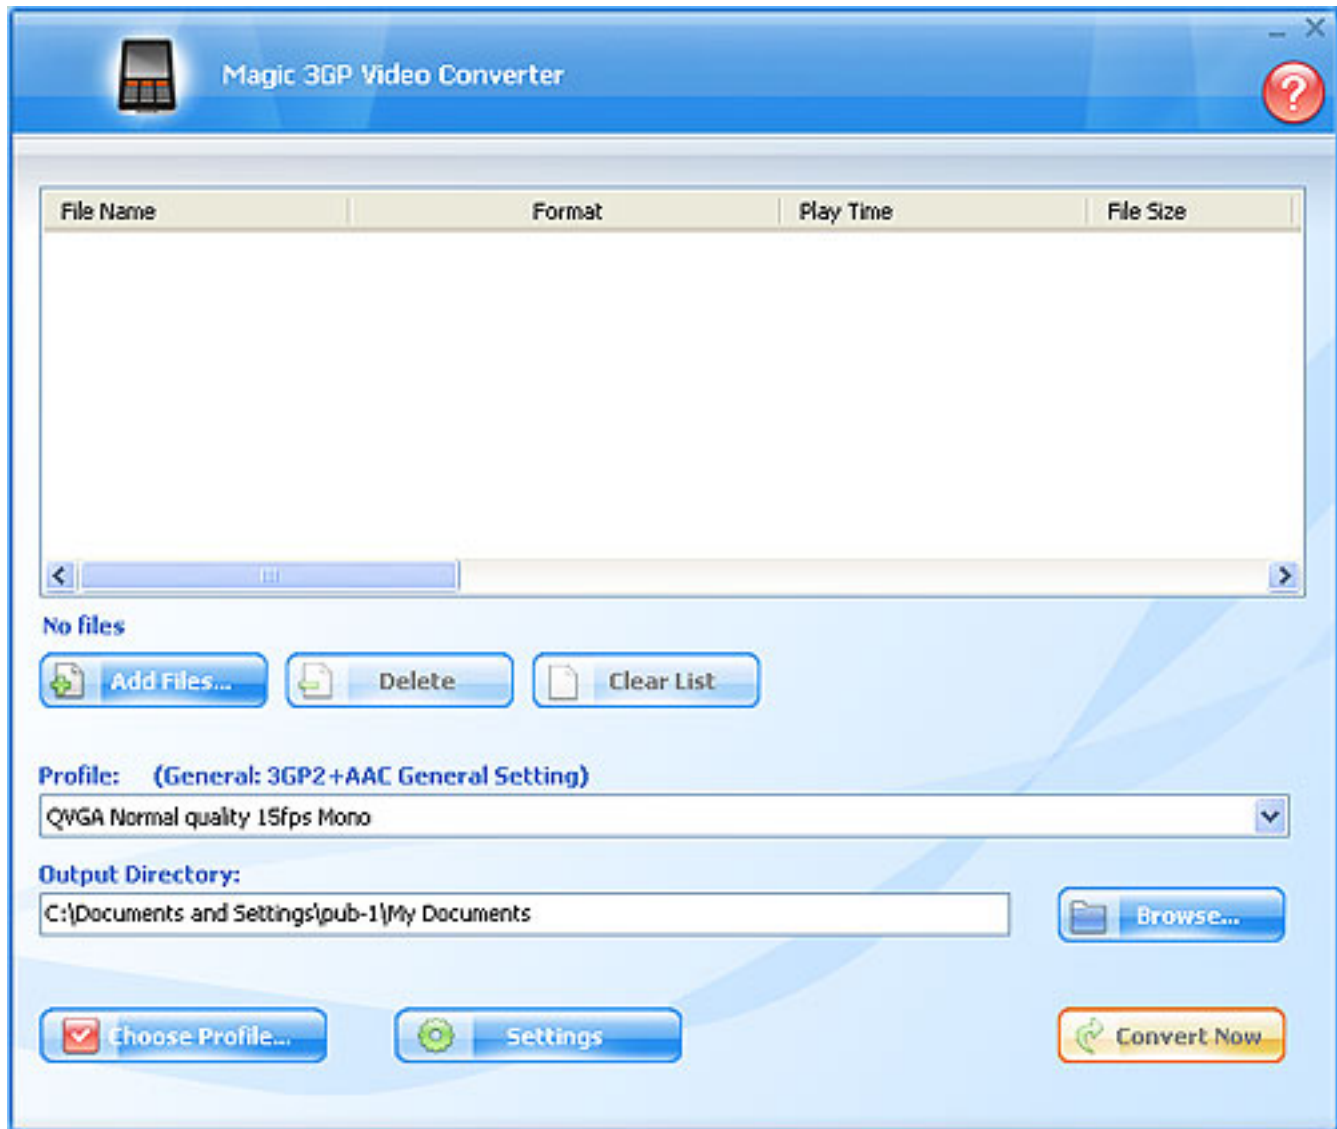 Magic 3GP Video Converter
?
File Name Format Play Time File Size
No files
Add Files... Delete Clear List
Profile: (General: 3GP2+AAC General Setting)
QVGA Normal quality 15fps Mono
Output Directory:
C:\Documents and Settings\pub-1\My Documents
Browse...
Choose Profile... Settings Convert Now